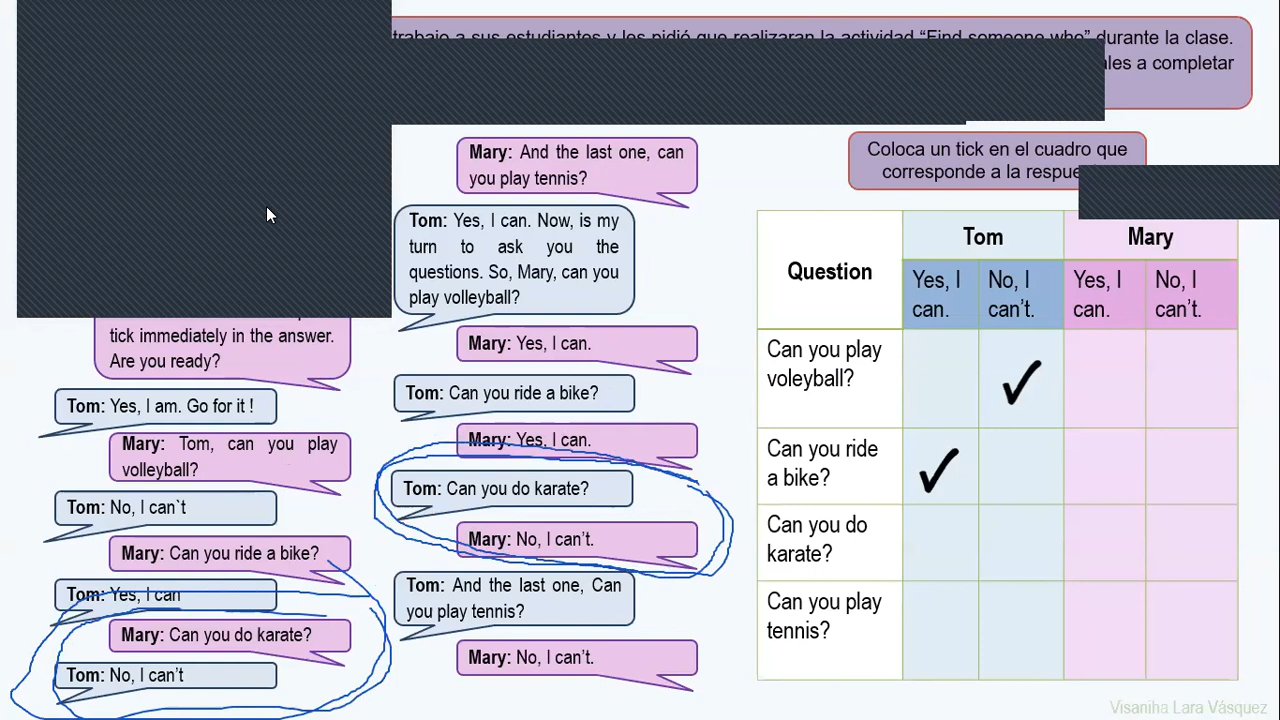 trabajo a sus estudiantes y les pidió que realizaran la actividad “Find someone who” durante la clase.
a completar
Mary: And the last one, can
you play tennis?
Coloca un tick en el cuadro que
corresponde a la
Tom: Yes, I can. Now, is my
turn to ask you the
questions. So, Mary, can you
play volleyball?
tick immediately in the answer.
Are you ready?
Mary: Yes, I can.
Tom: Yes, I am. Go for it !
Tom: Can you ride a bike?
Mary: Tom, can you play
volleyball?
Mary: Yes, I can.
Tom: No, I can`t
Tom: Can you do karate?
Mary: Can you ride a bike?
Mary: No, I can’t.
Tom: Yes, I can
Tom: And the last one, Can
you play tennis?
Mary: Can you do karate?
Tom: No, I can’t
Mary: No, I can’t.
Question
Tom
Mary
Yes, I
can.
No, I
can’t.
Yes, I
can.
No, I
can’t.
Can you play
voleyball?
Can you ride
a bike?
Can you do
karate?
Can you play
tennis?
Visaniha Lara Vásquez